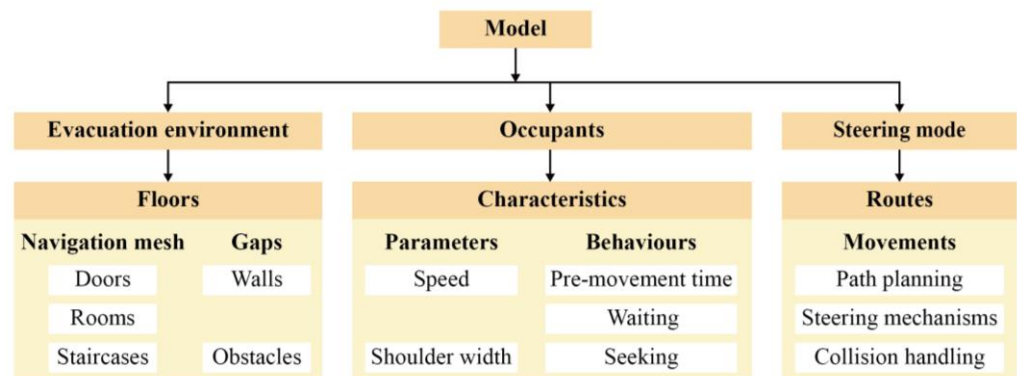 Model
Evacuation environment
Occupants
Steering mode
Floors
Characteristics
Routes
Navigation mesh
Gaps
Parameters
Behaviours
Movements
Doors
Walls
Speed
Pre-movement time
Path planning
Rooms
Waiting
Steering mechanisms
Staircases
Obstacles
Shoulder width
Seeking
Collision handling